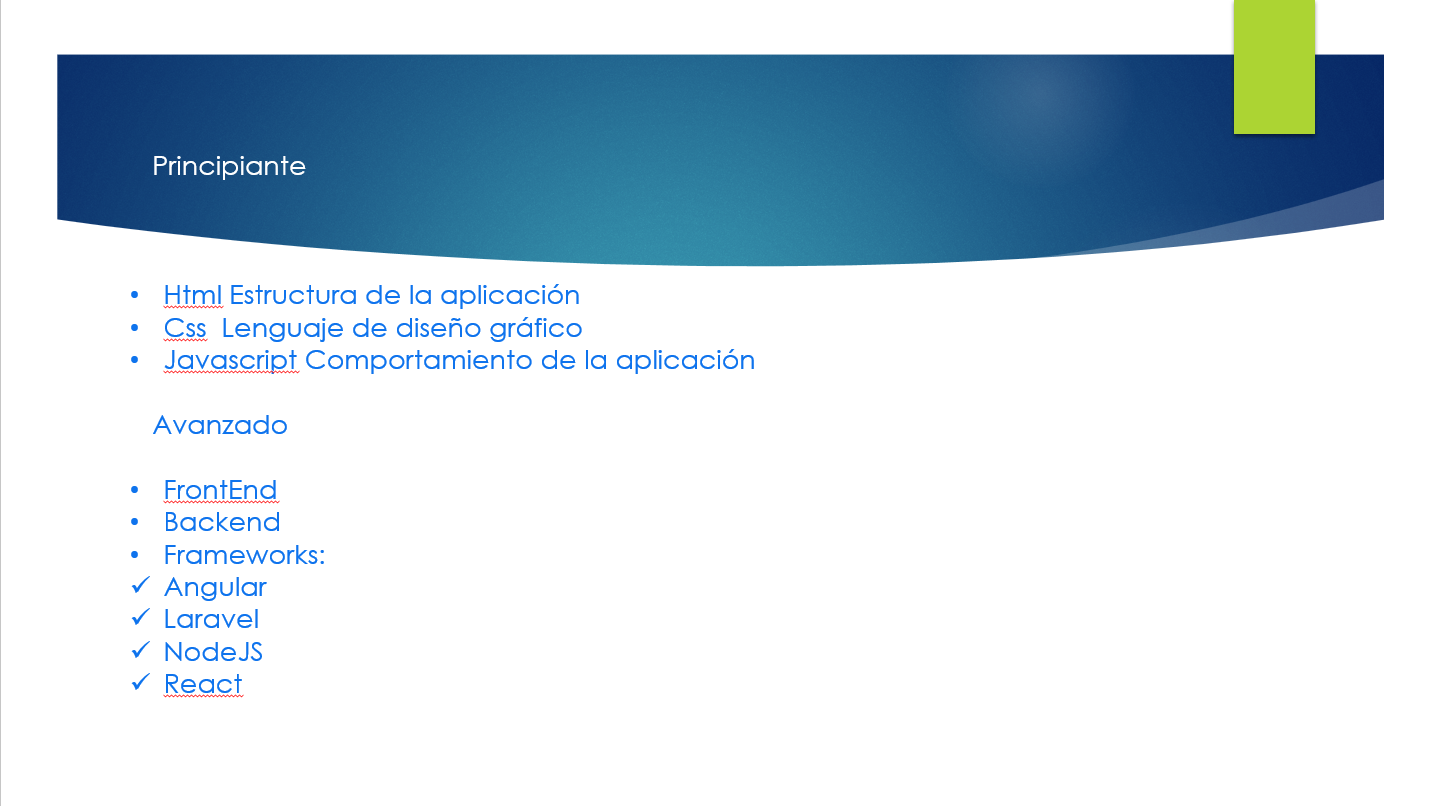 Principiante
• Html Estructura de la aplicación
• Css  Lenguaje de diseño gráfico
• Javascript Comportamiento de la aplicación
Avanzado
• FrontEnd
• Backend
• Frameworks:
✓ Angular
✓ Laravel
✓ NodeJS
✓ React